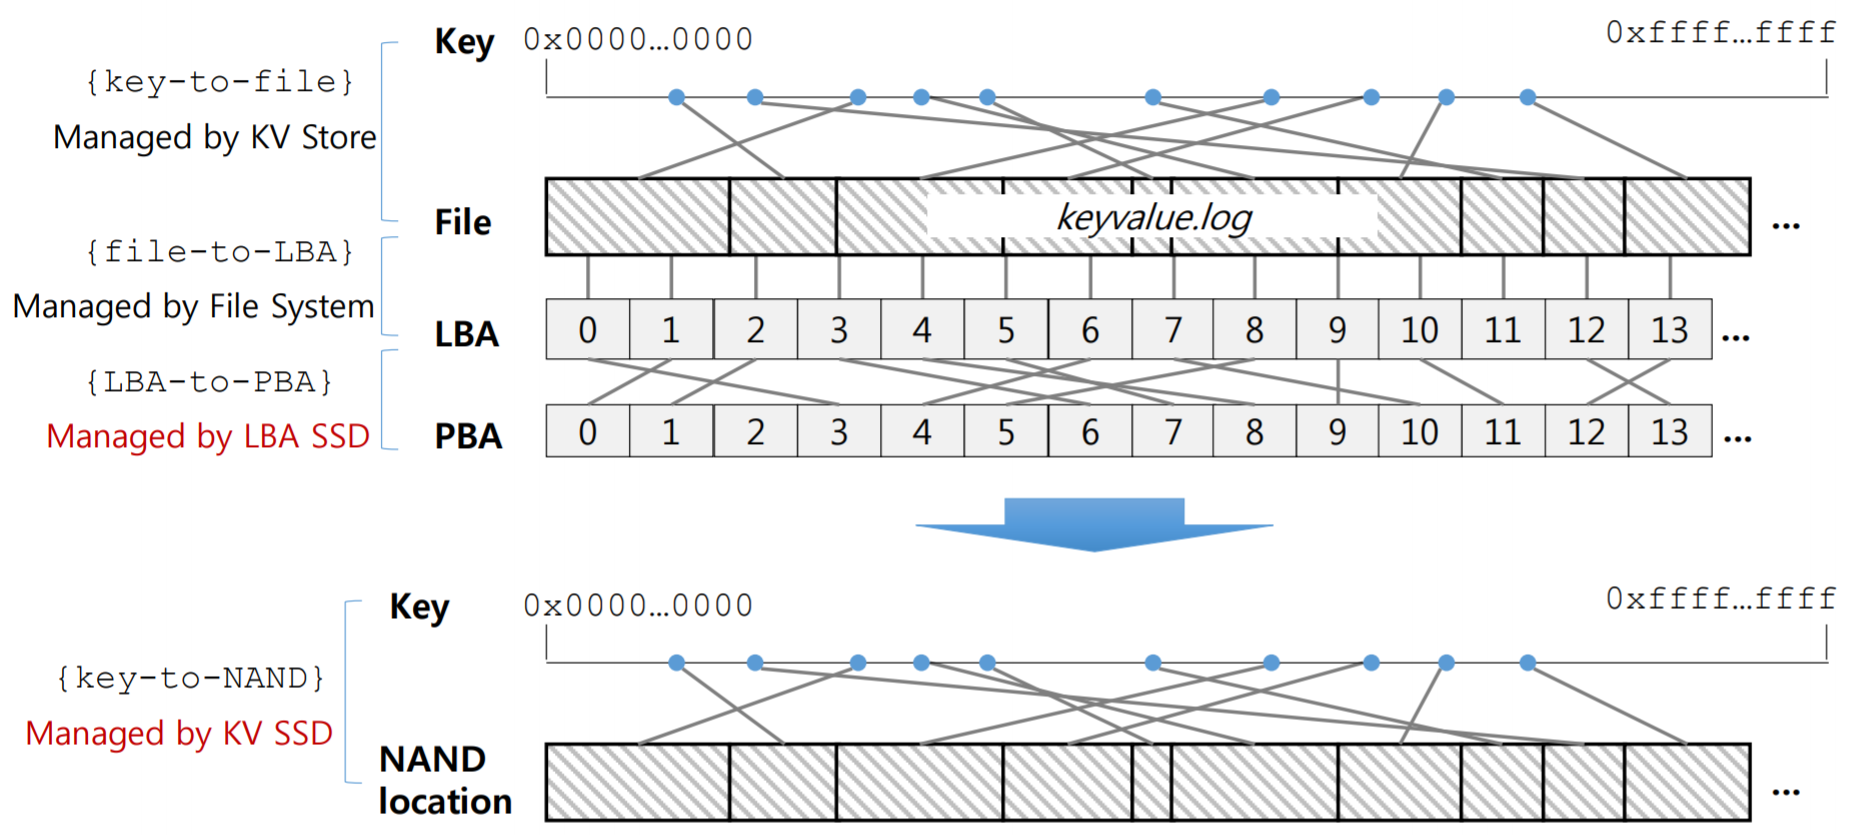 Key 0x0000...0000 0xffff...ffff
{key-to-file}
Managed by KV Store
File keyvalue.log ...
{file-to-LBA}
Managed by File System
LBA 0 1 2 3 4 5 6 7 8 9 10 11 12 13 ...
{LBA-to-PBA}
Managed by LBA SSD
PBA 0 1 2 3 4 5 6 7 8 9 10 11 12 13 ...
Key 0x0000...0000 0xffff...ffff
{key-to-NAND}
Managed by KV SSD
NAND
location ...